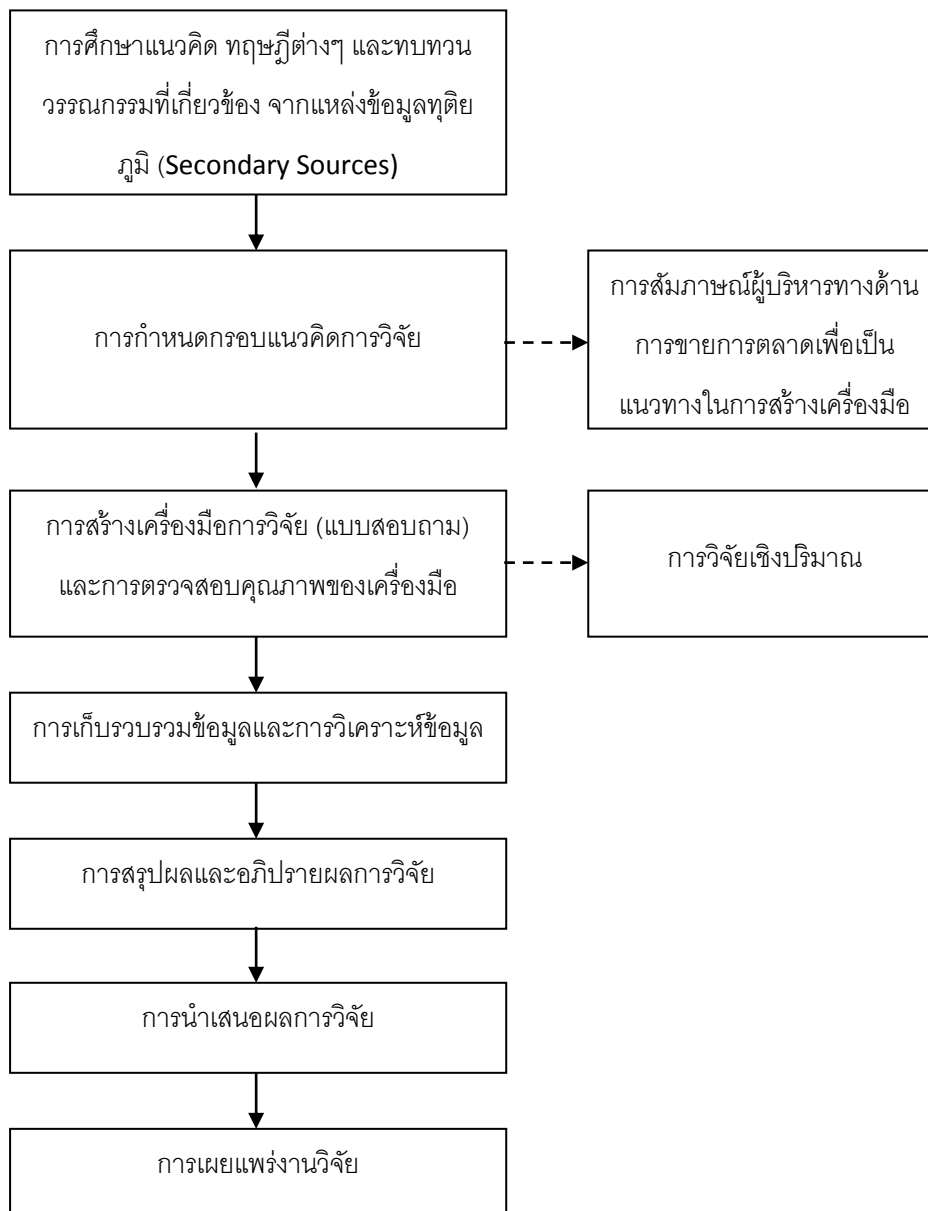 การศึกษาแนวคิด ทฤษฎีต่างๆ และทบทวน
วรรณกรรมที่เกี่ยวข้อง จากแหล่งข้อมูลทุติย
ภูมิ (Secondary Sources)
การกำหนดกรอบแนวคิดการวิจัย
การสัมภาษณ์ผู้บริหารทางด้าน
การขายการตลาดเพื่อเป็น
แนวทางในการสร้างเครื่องมือ
การสร้างเครื่องมือการวิจัย (แบบสอบถาม)
และการตรวจสอบคุณภาพของเครื่องมือ
การวิจัยเชิงปริมาณ
การเก็บรวบรวมข้อมูลและการวิเคราะห์ข้อมูล
การสรุปผลและอภิปรายผลการวิจัย
การนำเสนอผลการวิจัย
การเผยแพร่งานวิจัย